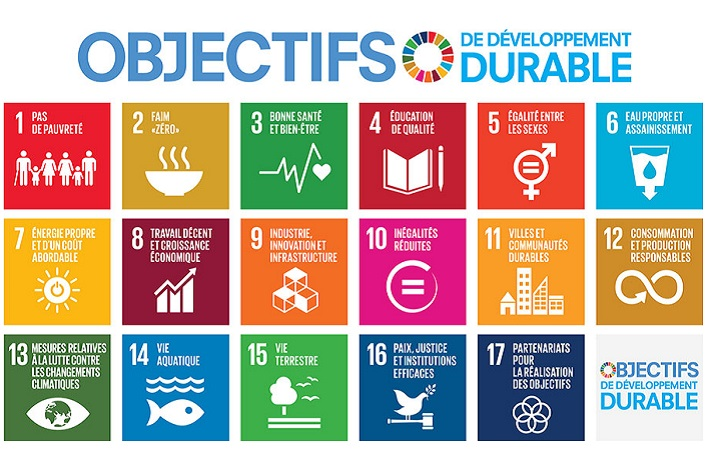 OBJECTIFS
DE DÉVELOPPEMENT
DURABLE
1 PAS
DE PAUVRETÉ
2 FAIM
«ZÉRO»
3 BONNE SANTÉ
ET BIEN-ÊTRE
4 ÉDUCATION
DE QUALITÉ
5 ÉGALITÉ ENTRE
LES SEXES
6 EAU PROPRE ET
ASSAINISSEMENT
7 ÉNERGIE PROPRE
ET D'UN COÛT
ABORDABLE
8 TRAVAIL DÉCENT
ET CROISSANCE
ÉCONOMIQUE
9 INDUSTRIE,
INNOVATION ET
INFRASTRUCTURE
10 INÉGALITÉS
RÉDUITES
11 VILLES ET
COMMUNAUTÉS
DURABLES
12 CONSOMMATION
ET PRODUCTION
RESPONSABLES
13 MESURES RELATIVES
À LA LUTTE CONTRE
LES CHANGEMENTS
CLIMATIQUES
14 VIE
AQUATIQUE
15 VIE
TERRESTRE
16 PAIX, JUSTICE
ET INSTITUTIONS
EFFICACES
17 PARTENARIATS
POUR
LA RÉALISATION
DES OBJECTIFS
OBJECTIFS
DE DÉVELOPPEMENT
DURABLE